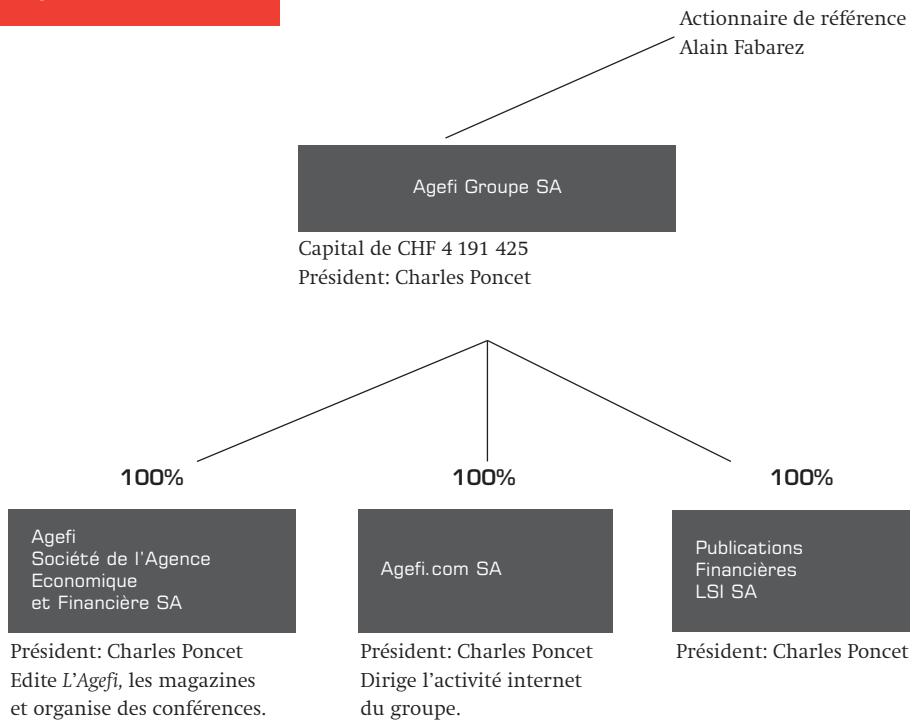 Actionnaire de référence
Alain Fabarez
Agefi Groupe SA
Capital de CHF 4 191 425
Président: Charles Poncet
100%
100%
100%
Agefi
Société de l'Agence
Economique
et Financière SA
Agefi.com SA
Publications
Financières
LSI SA
Président: Charles Poncet
Edite L'Agefi, les magazines
et organise des conférences.
Président: Charles Poncet
Dirige l'activité internet
du groupe.
Président: Charles Poncet